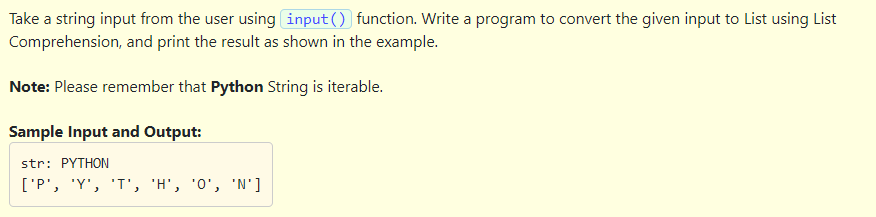 Take a string input from the user using input() function. Write a program to convert the given input to List using List
Comprehension, and print the result as shown in the example.
Note: Please remember that Python String is iterable.
Sample Input and Output:
str: PYTHON
['P', 'Y', 'T', 'H', 'O', 'N']